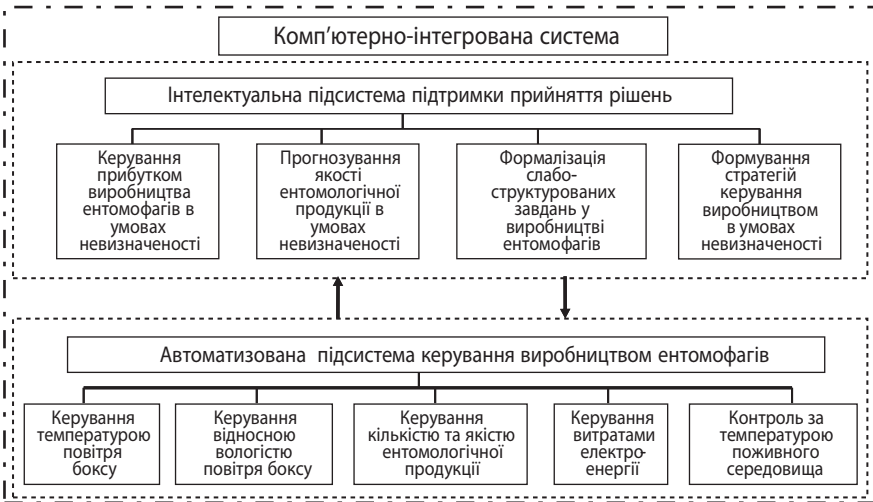 Комп'ютерно-інтегрована система
Інтелектуальна підсистема підтримки прийняття рішень
Керування
прибутком
виробництва
ентомофагів в
умовах
невизначеності
Прогнозування
якості
ентомологічної
продукції в
умовах
невизначеності
Формалізація
слабо-
структурованих
завдань у
виробництві
ентомофагів
Формування
стратегій
керування
виробництвом
в умовах
невизначеності
Автоматизована підсистема керування виробництвом ентомофагів
Керування
температурою
повітря
боксу
Керування
відносною
вологістю
повітря боксу
Керування
кількістю та якістю
ентомологічної
продукції
Керування
витратами
електро-
енергії
Контроль за
температурою
поживного
середовища